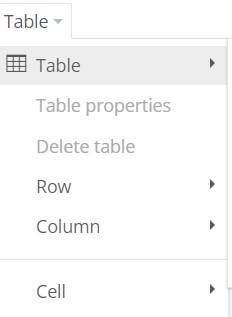 Table
Table
Table properties
Delete table
Row
Column
Cell